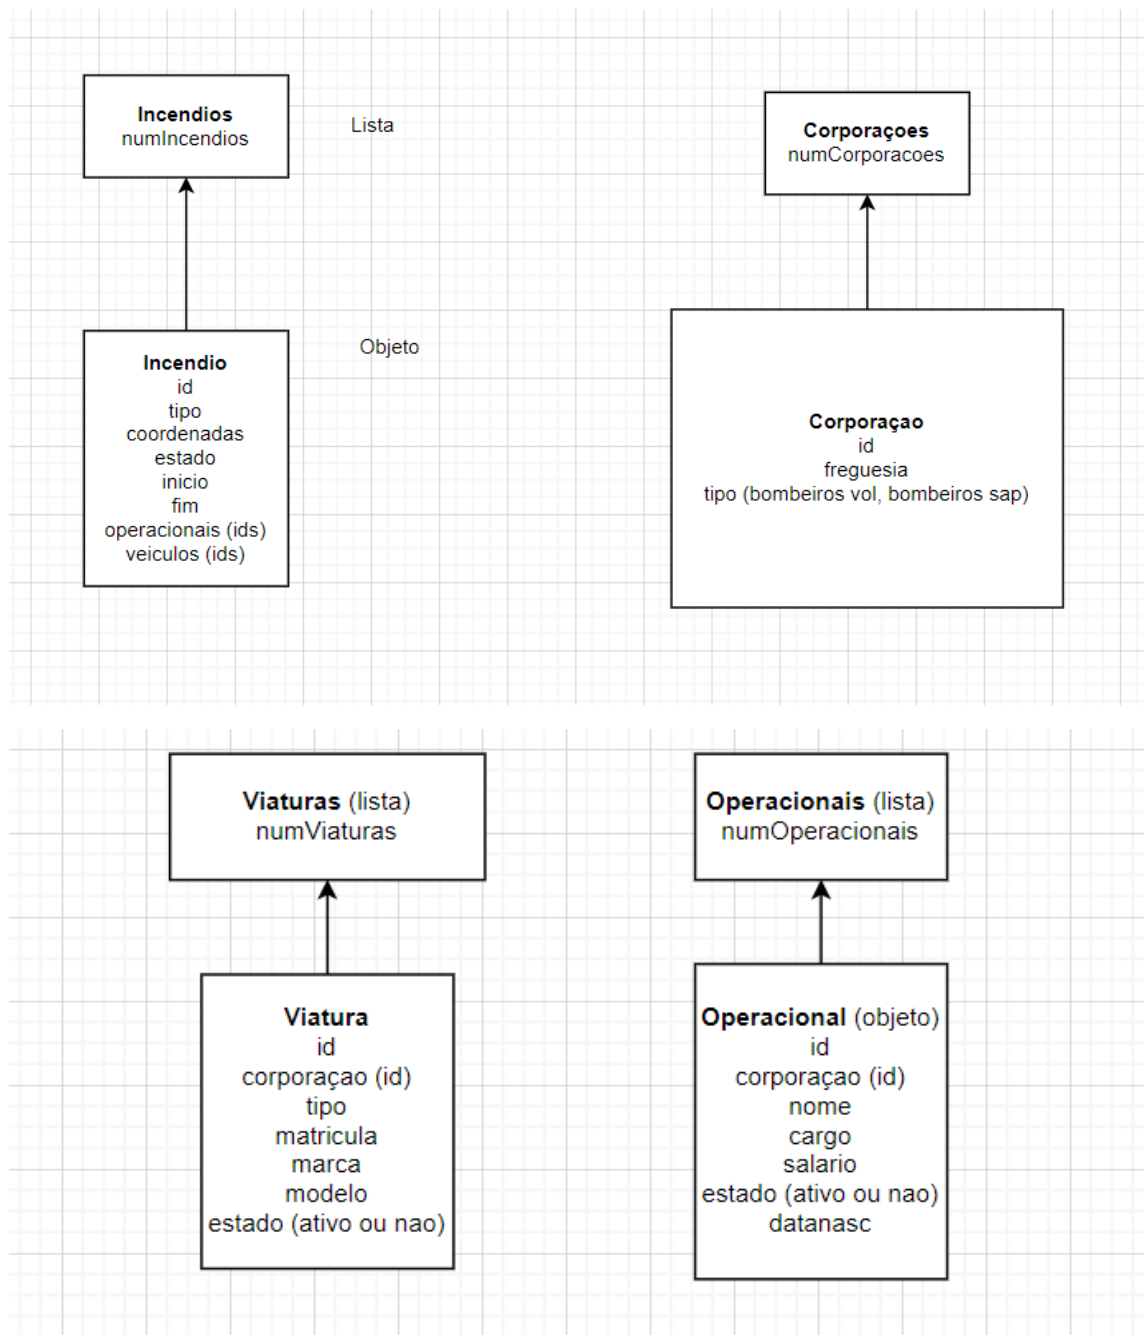 Incendios
numIncendios
Lista
Corporaçoes
numCorporacoes
Objeto
Incendio
id
tipo
coordenadas
estado
inicio
fim
operacionais (ids)
veiculos (ids)
Corporaçao
id
freguesia
tipo (bombeiros vol, bombeiros sap)
Viaturas (lista)
numViaturas
Operacionais (lista)
numOperacionais
Viatura
id
corporaçao (id)
tipo
matricula
marca
modelo
estado (ativo ou nao)
Operacional (objeto)
id
corporaçao (id)
nome
cargo
salario
estado (ativo ou nao)
datanasc